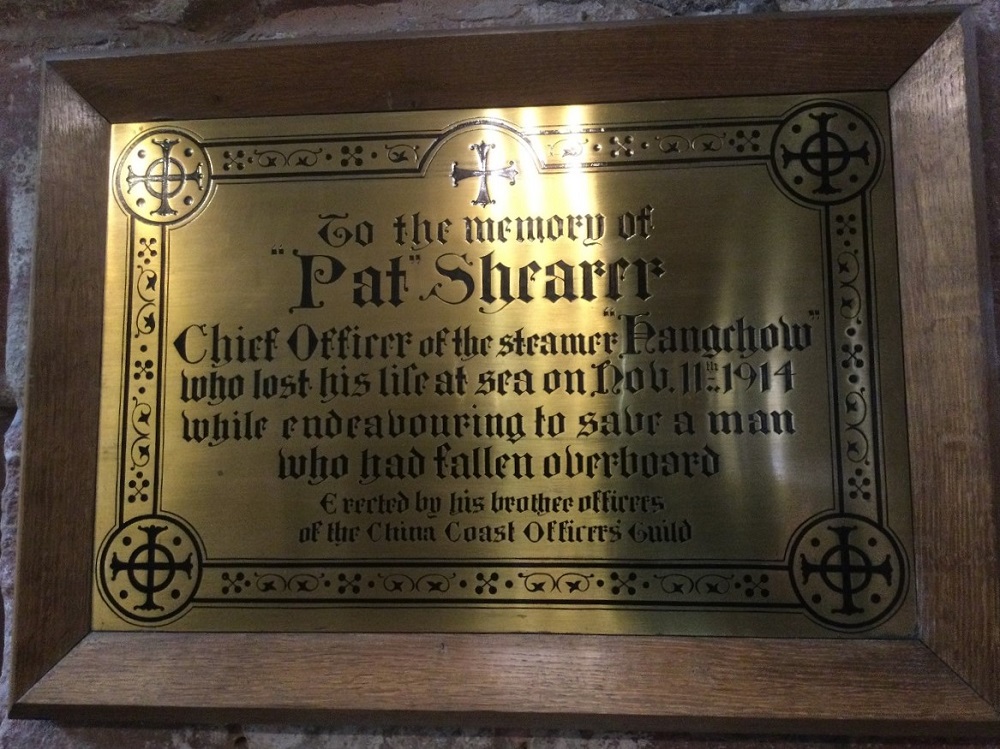 To the memory of
"Pat" Shearer
Chief Officer of the steamer "Hangchow"
who lost his life at sea on Nov. 11th 1914
while endeavouring to save a man
who had fallen overboard
Erected by his brother officers
of the China Coast Officers' Guild